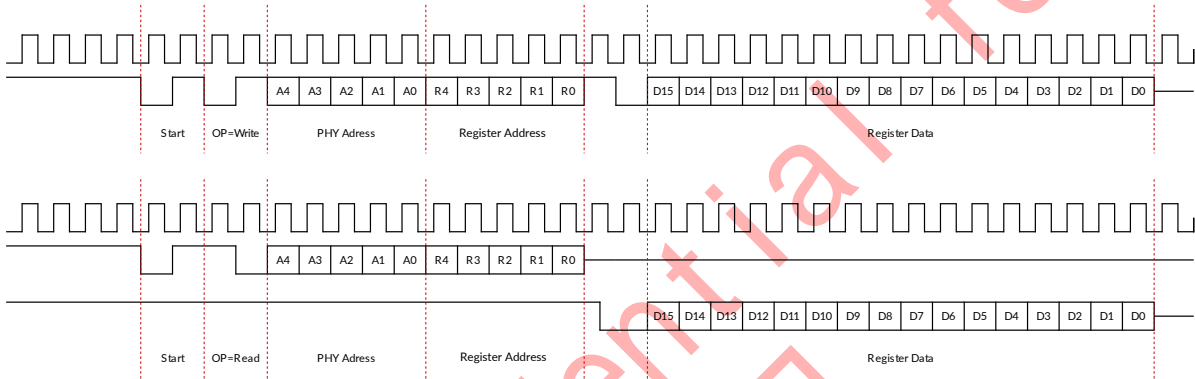 A4 A3 A2 A1 A0 R4 R3 R2 R1 R0 D15 D14 D13 D12 D11 D10 D9 D8 D7 D6 D5 D4 D3 D2 D1 D0
Start OP=Write PHY Adress Register Address Register Data
A4 A3 A2 A1 A0 R4 R3 R2 R1 R0
D15 D14 D13 D12 D11 D10 D9 D8 D7 D6 D5 D4 D3 D2 D1 D0
Start OP=Read PHY Adress Register Address Register Data